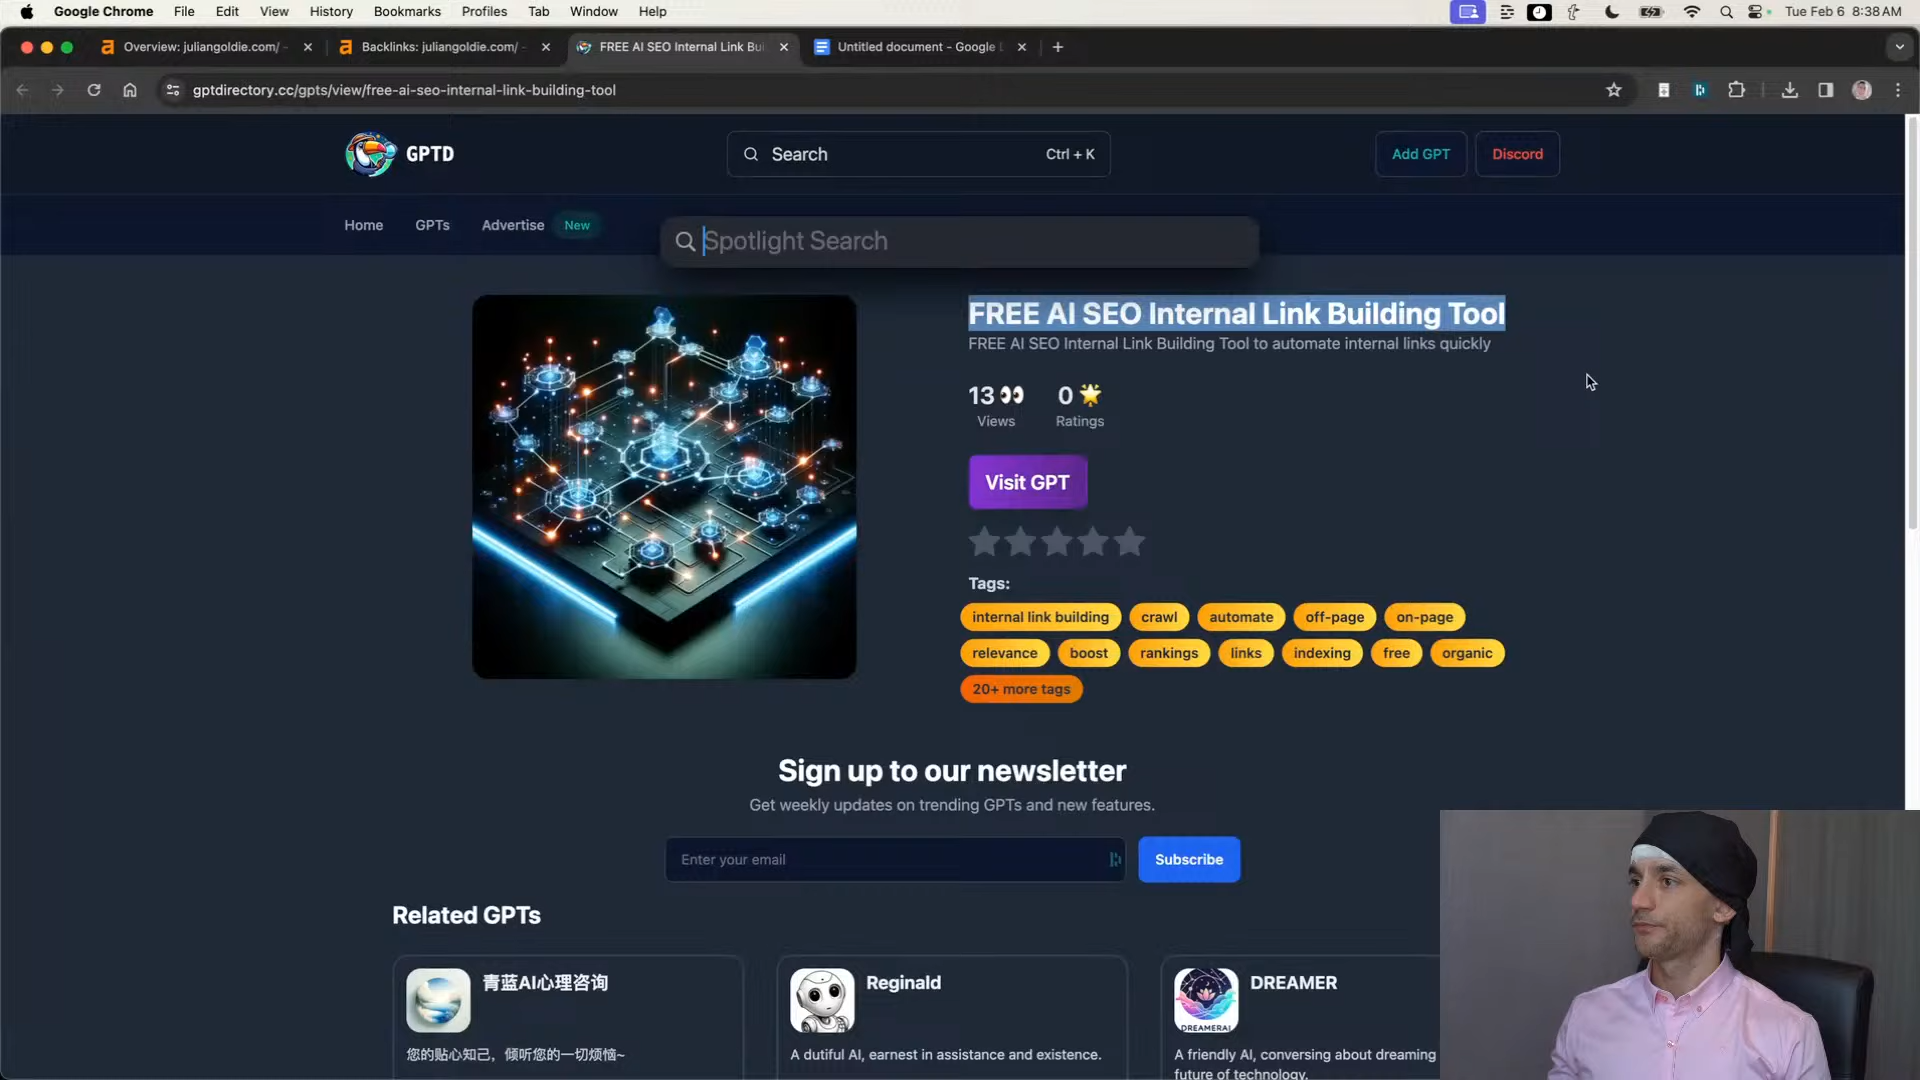 Google Chrome File Edit View History Bookmarks Profiles Tab Window Help Tue Feb 6 8:38 AM
Overview: juliangoldie.com/ - Backlinks: juliangoldie.com/ - FREE AI SEO Internal Link Bui Untitled document - Google
gptdirectory.cc/gpts/view/free-ai-seo-internal-link-building-tool
GPTD Search Ctrl + K Add GPT Discord
Home GPTs Advertise New
Spotlight Search
FREE AI SEO Internal Link Building Tool
FREE AI SEO Internal Link Building Tool to automate internal links quickly
13 👀 0 🌟
Views Ratings
Visit GPT
Tags:
internal link building crawl automate off-page on-page
relevance boost rankings links indexing free organic
20+ more tags
Sign up to our newsletter
Get weekly updates on trending GPTs and new features.
Enter your email Subscribe
Related GPTs
青蓝AI心理咨询
您的贴心知己，倾听您的一切烦恼~
Reginald
A dutiful AI, earnest in assistance and existence.
DREAMERAI
DREAMER
A friendly AI, conversing about dreaming
future of technology.